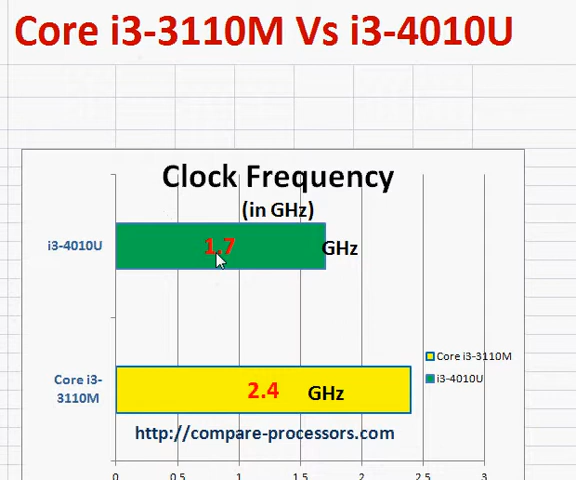 Core i3-3110M Vs i3-4010U
Clock Frequency
(in GHz)
i3-4010U
1.7
GHz
Core i3-3110M
i3-4010U
Core i3-
3110M
2.4
GHz
http://compare-processors.com
0
0.5
1
1.5
2
2.5
3